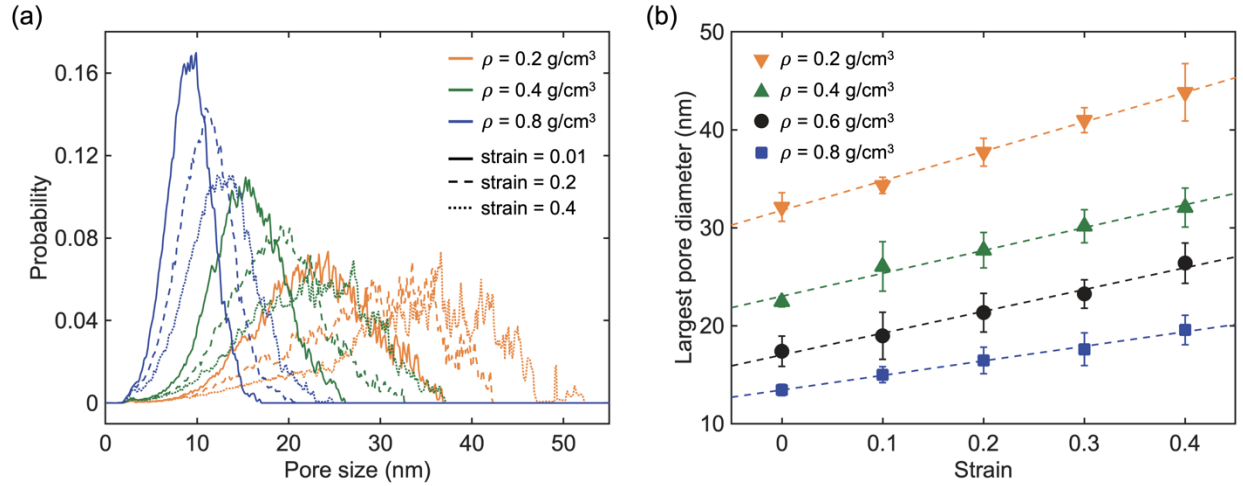 (a)
Probability
0.16
0.12
0.08
0.04
0
0 10 20 30 40 50
Pore size (nm)
ρ = 0.2 g/cm³
ρ = 0.4 g/cm³
ρ = 0.8 g/cm³
strain = 0.01
strain = 0.2
strain = 0.4
(b)
Largest pore diameter (nm)
50
40
30
20
10
0 0.1 0.2 0.3 0.4
Strain
ρ = 0.2 g/cm³
ρ = 0.4 g/cm³
ρ = 0.6 g/cm³
ρ = 0.8 g/cm³